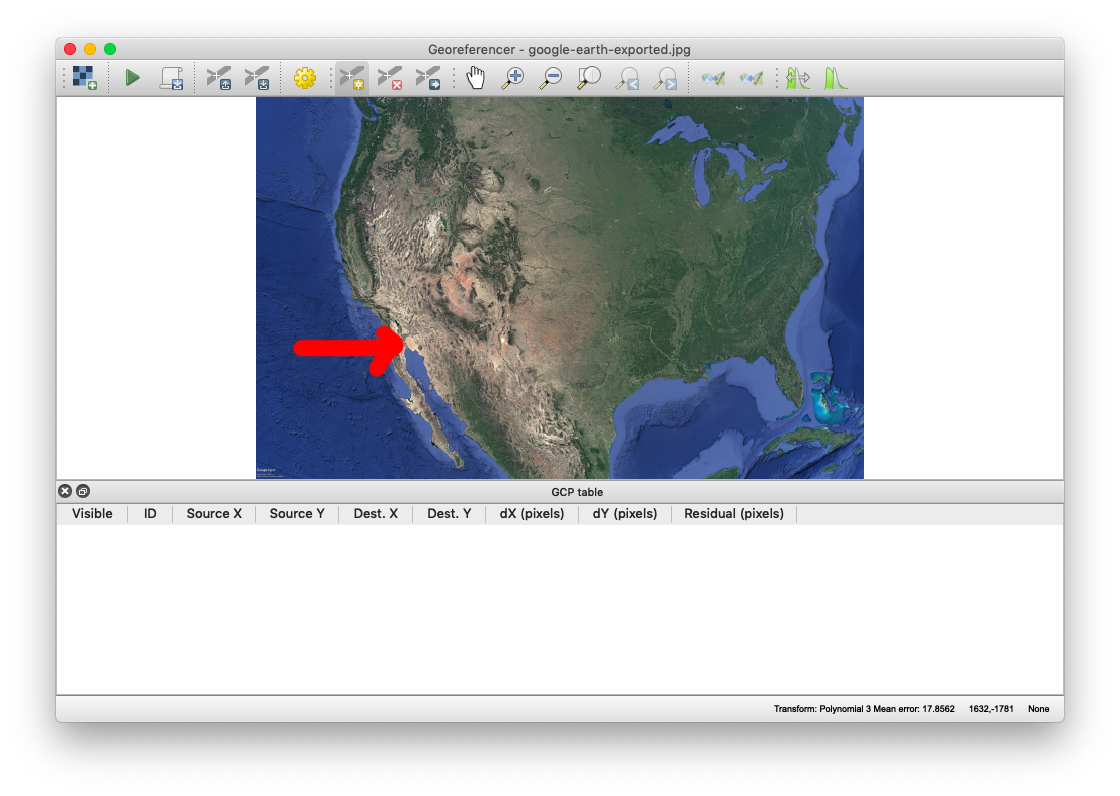 Georeferencer - google-earth-exported.jpg
Google Earth
GCP table
Visible ID Source X Source Y Dest. X Dest. Y dX (pixels) dY (pixels) Residual (pixels)
Transform: Polynomial 3 Mean error: 17.8562 1632,-1781 None